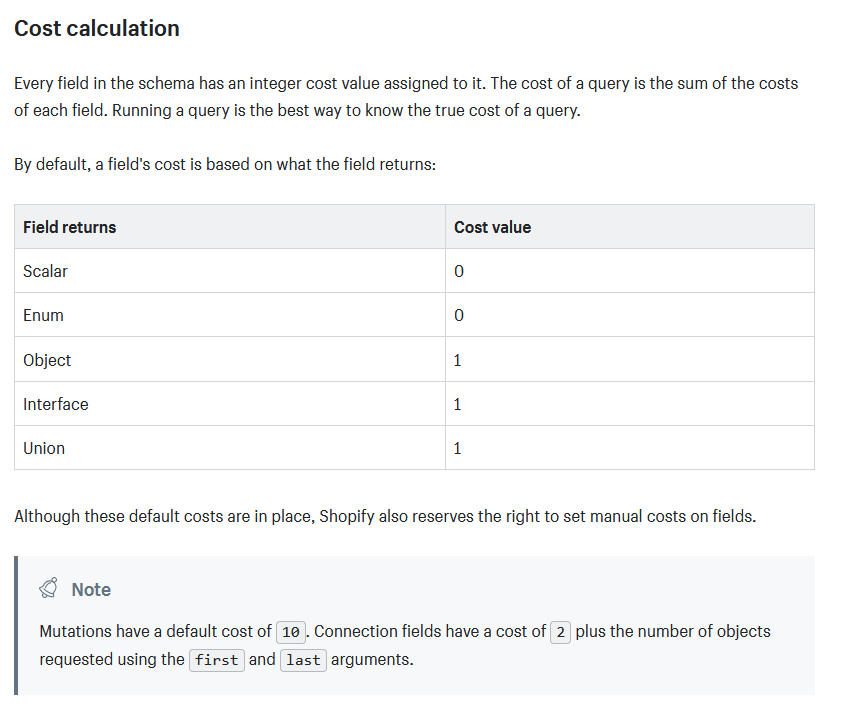 Cost calculation
Every field in the schema has an integer cost value assigned to it. The cost of a query is the sum of the costs
of each field. Running a query is the best way to know the true cost of a query.
By default, a field's cost is based on what the field returns:
Field returns Cost value
Scalar 0
Enum 0
Object 1
Interface 1
Union 1
Although these default costs are in place, Shopify also reserves the right to set manual costs on fields.
Note
Mutations have a default cost of 10. Connection fields have a cost of 2 plus the number of objects
requested using the first and last arguments.